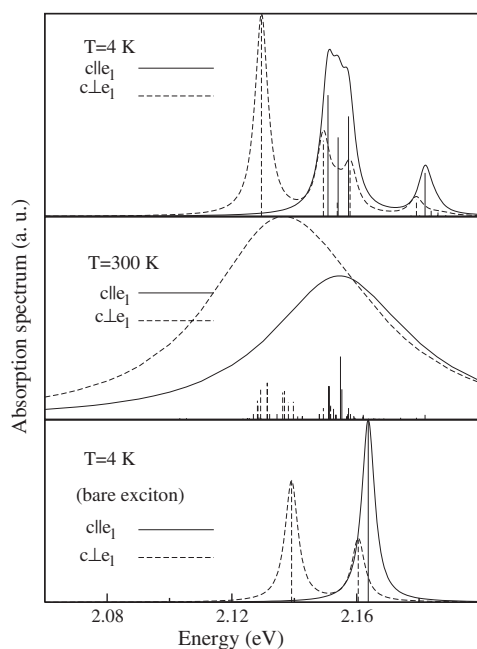 Absorption spectrum (a. u.)
T=4 K
c||e1
c⊥e1
T=300 K
c||e1
c⊥e1
T=4 K
(bare exciton)
c||e1
c⊥e1
2.08 2.12 2.16
Energy (eV)